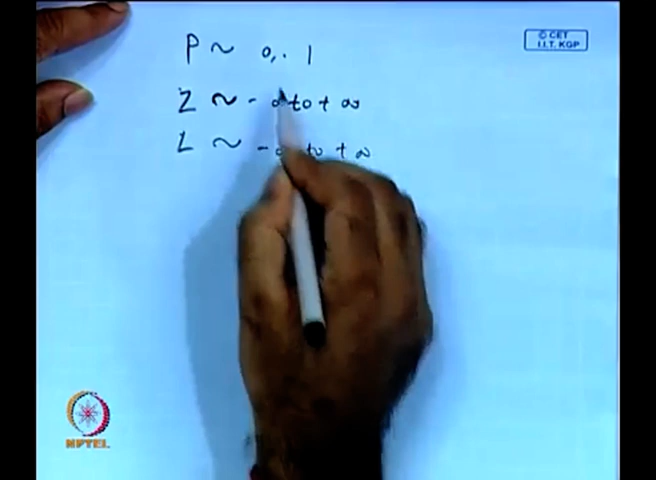 P ~ 0, . 1
© CET
I.I.T. KGP
Z ~ - ∞ to + ∞
L ~ - ∞ to + ∞
NPTEL